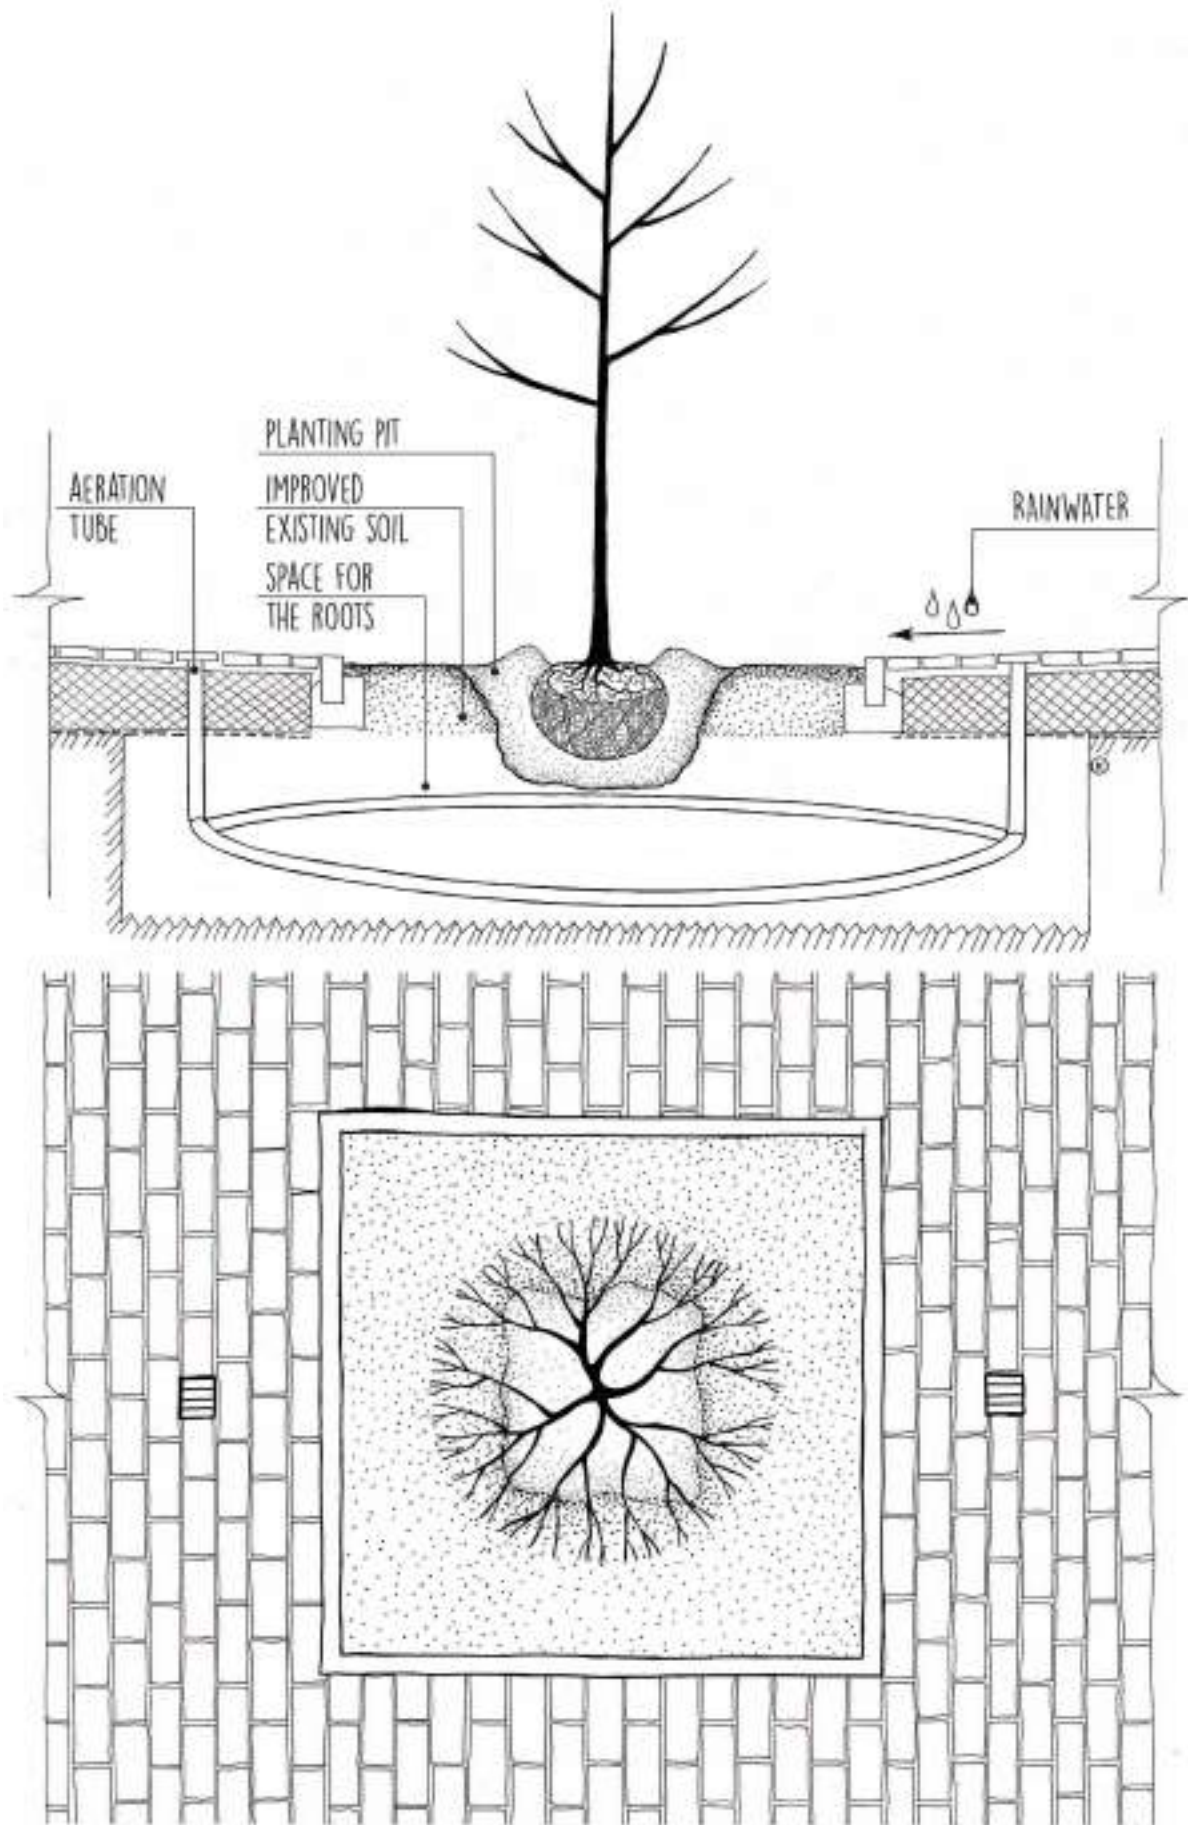 PLANTING PIT
AERATION
TUBE
IMPROVED
EXISTING SOIL
SPACE FOR
THE ROOTS
RAINWATER